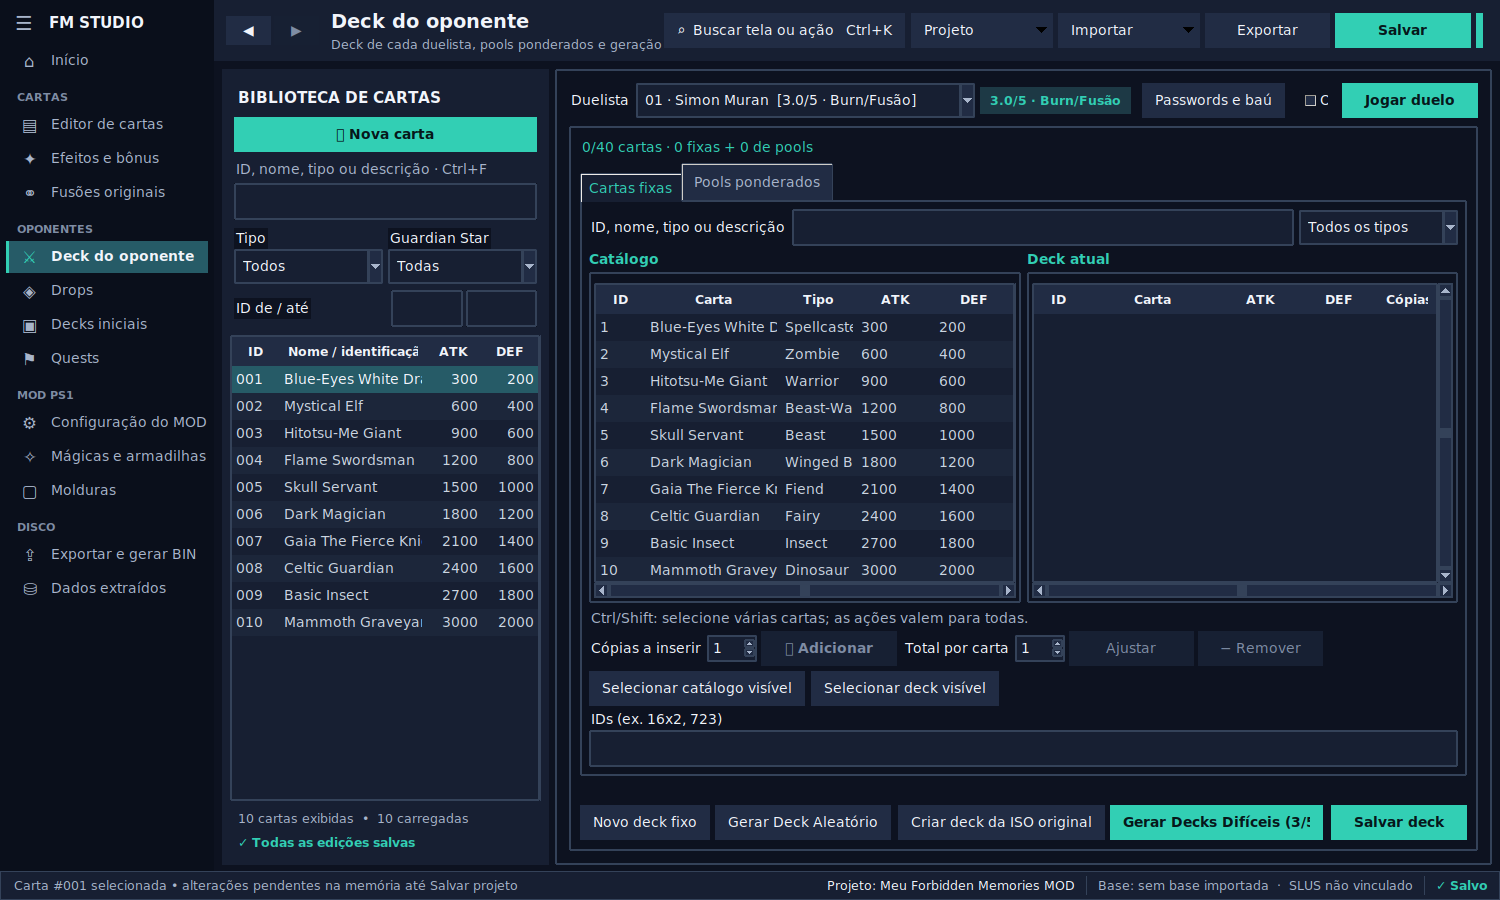 FM STUDIO
Início
CARTAS
Editor de cartas
Efeitos e bônus
Fusões originais
OPONENTES
Deck do oponente
Drops
Decks iniciais
Quests
MOD PS1
Configuração do MOD
Mágicas e armadilhas
Molduras
DISCO
Exportar e gerar BIN
Dados extraídos
Deck do oponente
Deck de cada duelista, pools ponderados e geração
Buscar tela ou ação Ctrl+K
Projeto
Importar
Exportar
Salvar
BIBLIOTECA DE CARTAS
Nova carta
ID, nome, tipo ou descrição · Ctrl+F
Tipo Guardian Star
Todos Todas
ID de / até
ID Nome / identificaçã ATK DEF
001 Blue-Eyes White Dra 300 200
002 Mystical Elf 600 400
003 Hitotsu-Me Giant 900 600
004 Flame Swordsman 1200 800
005 Skull Servant 1500 1000
006 Dark Magician 1800 1200
007 Gaia The Fierce Kni 2100 1400
008 Celtic Guardian 2400 1600
009 Basic Insect 2700 1800
010 Mammoth Graveyar 3000 2000
10 cartas exibidas • 10 carregadas
✓ Todas as edições salvas
Duelista 01 · Simon Muran [3.0/5 · Burn/Fusão] 3.0/5 · Burn/Fusão Passwords e baú Jogar duelo
0/40 cartas · 0 fixas + 0 de pools
Cartas fixas Pools ponderados
ID, nome, tipo ou descrição Todos os tipos
Catálogo
ID Carta Tipo ATK DEF
1 Blue-Eyes White D Spellcaste 300 200
2 Mystical Elf Zombie 600 400
3 Hitotsu-Me Giant Warrior 900 600
4 Flame Swordsman Beast-Wa 1200 800
5 Skull Servant Beast 1500 1000
6 Dark Magician Winged B 1800 1200
7 Gaia The Fierce Kr Fiend 2100 1400
8 Celtic Guardian Fairy 2400 1600
9 Basic Insect Insect 2700 1800
10 Mammoth Gravey Dinosaur 3000 2000
Deck atual
ID Carta ATK DEF Cópias
Ctrl/Shift: selecione várias cartas; as ações valem para todas.
Cópias a inserir 1 Adicionar Total por carta 1 Ajustar − Remover
Selecionar catálogo visível Selecionar deck visível
IDs (ex. 16x2, 723)
Novo deck fixo Gerar Deck Aleatório Criar deck da ISO original Gerar Decks Difíceis (3/5 Salvar deck
Carta #001 selecionada • alterações pendentes na memória até Salvar projeto
Projeto: Meu Forbidden Memories MOD
Base: sem base importada · SLUS não vinculado
✓ Salvo